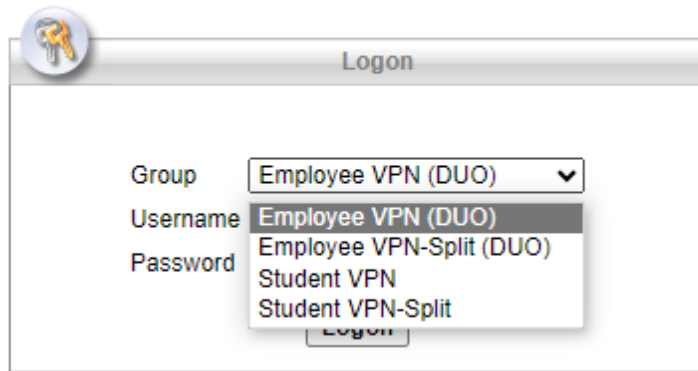 Logon
Group Employee VPN (DUO)
Username Employee VPN (DUO)
Employee VPN-Split (DUO)
Password
Student VPN
Student VPN-Split
Logon